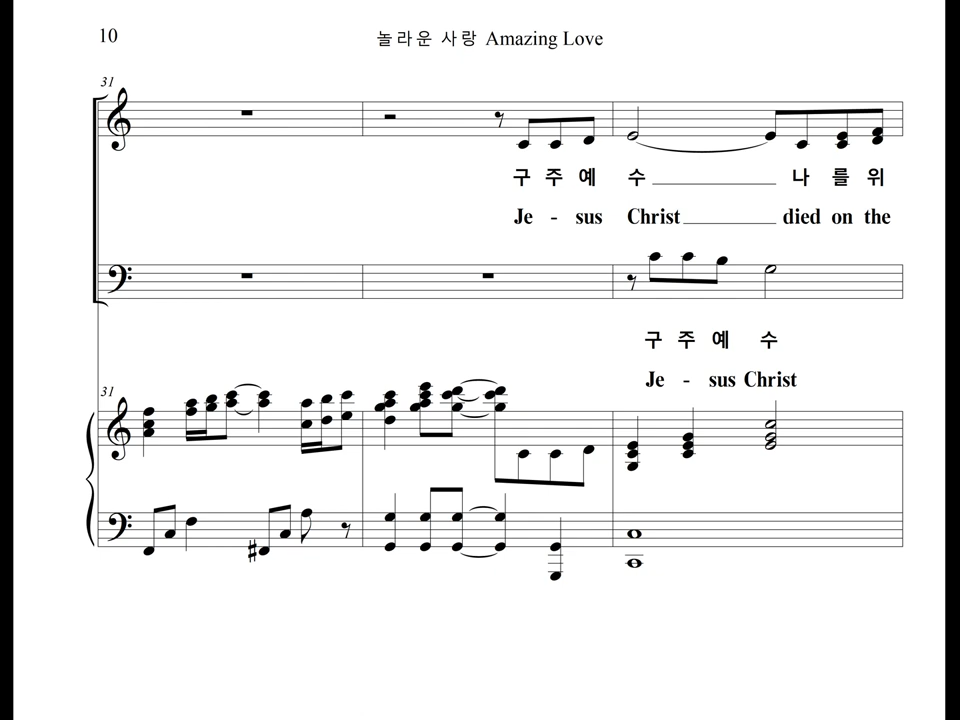 10
놀라운 사랑 Amazing Love
31
구 주 예 수 나 를 위
Je - sus Christ died on the
구 주 예 수
Je - sus Christ
31